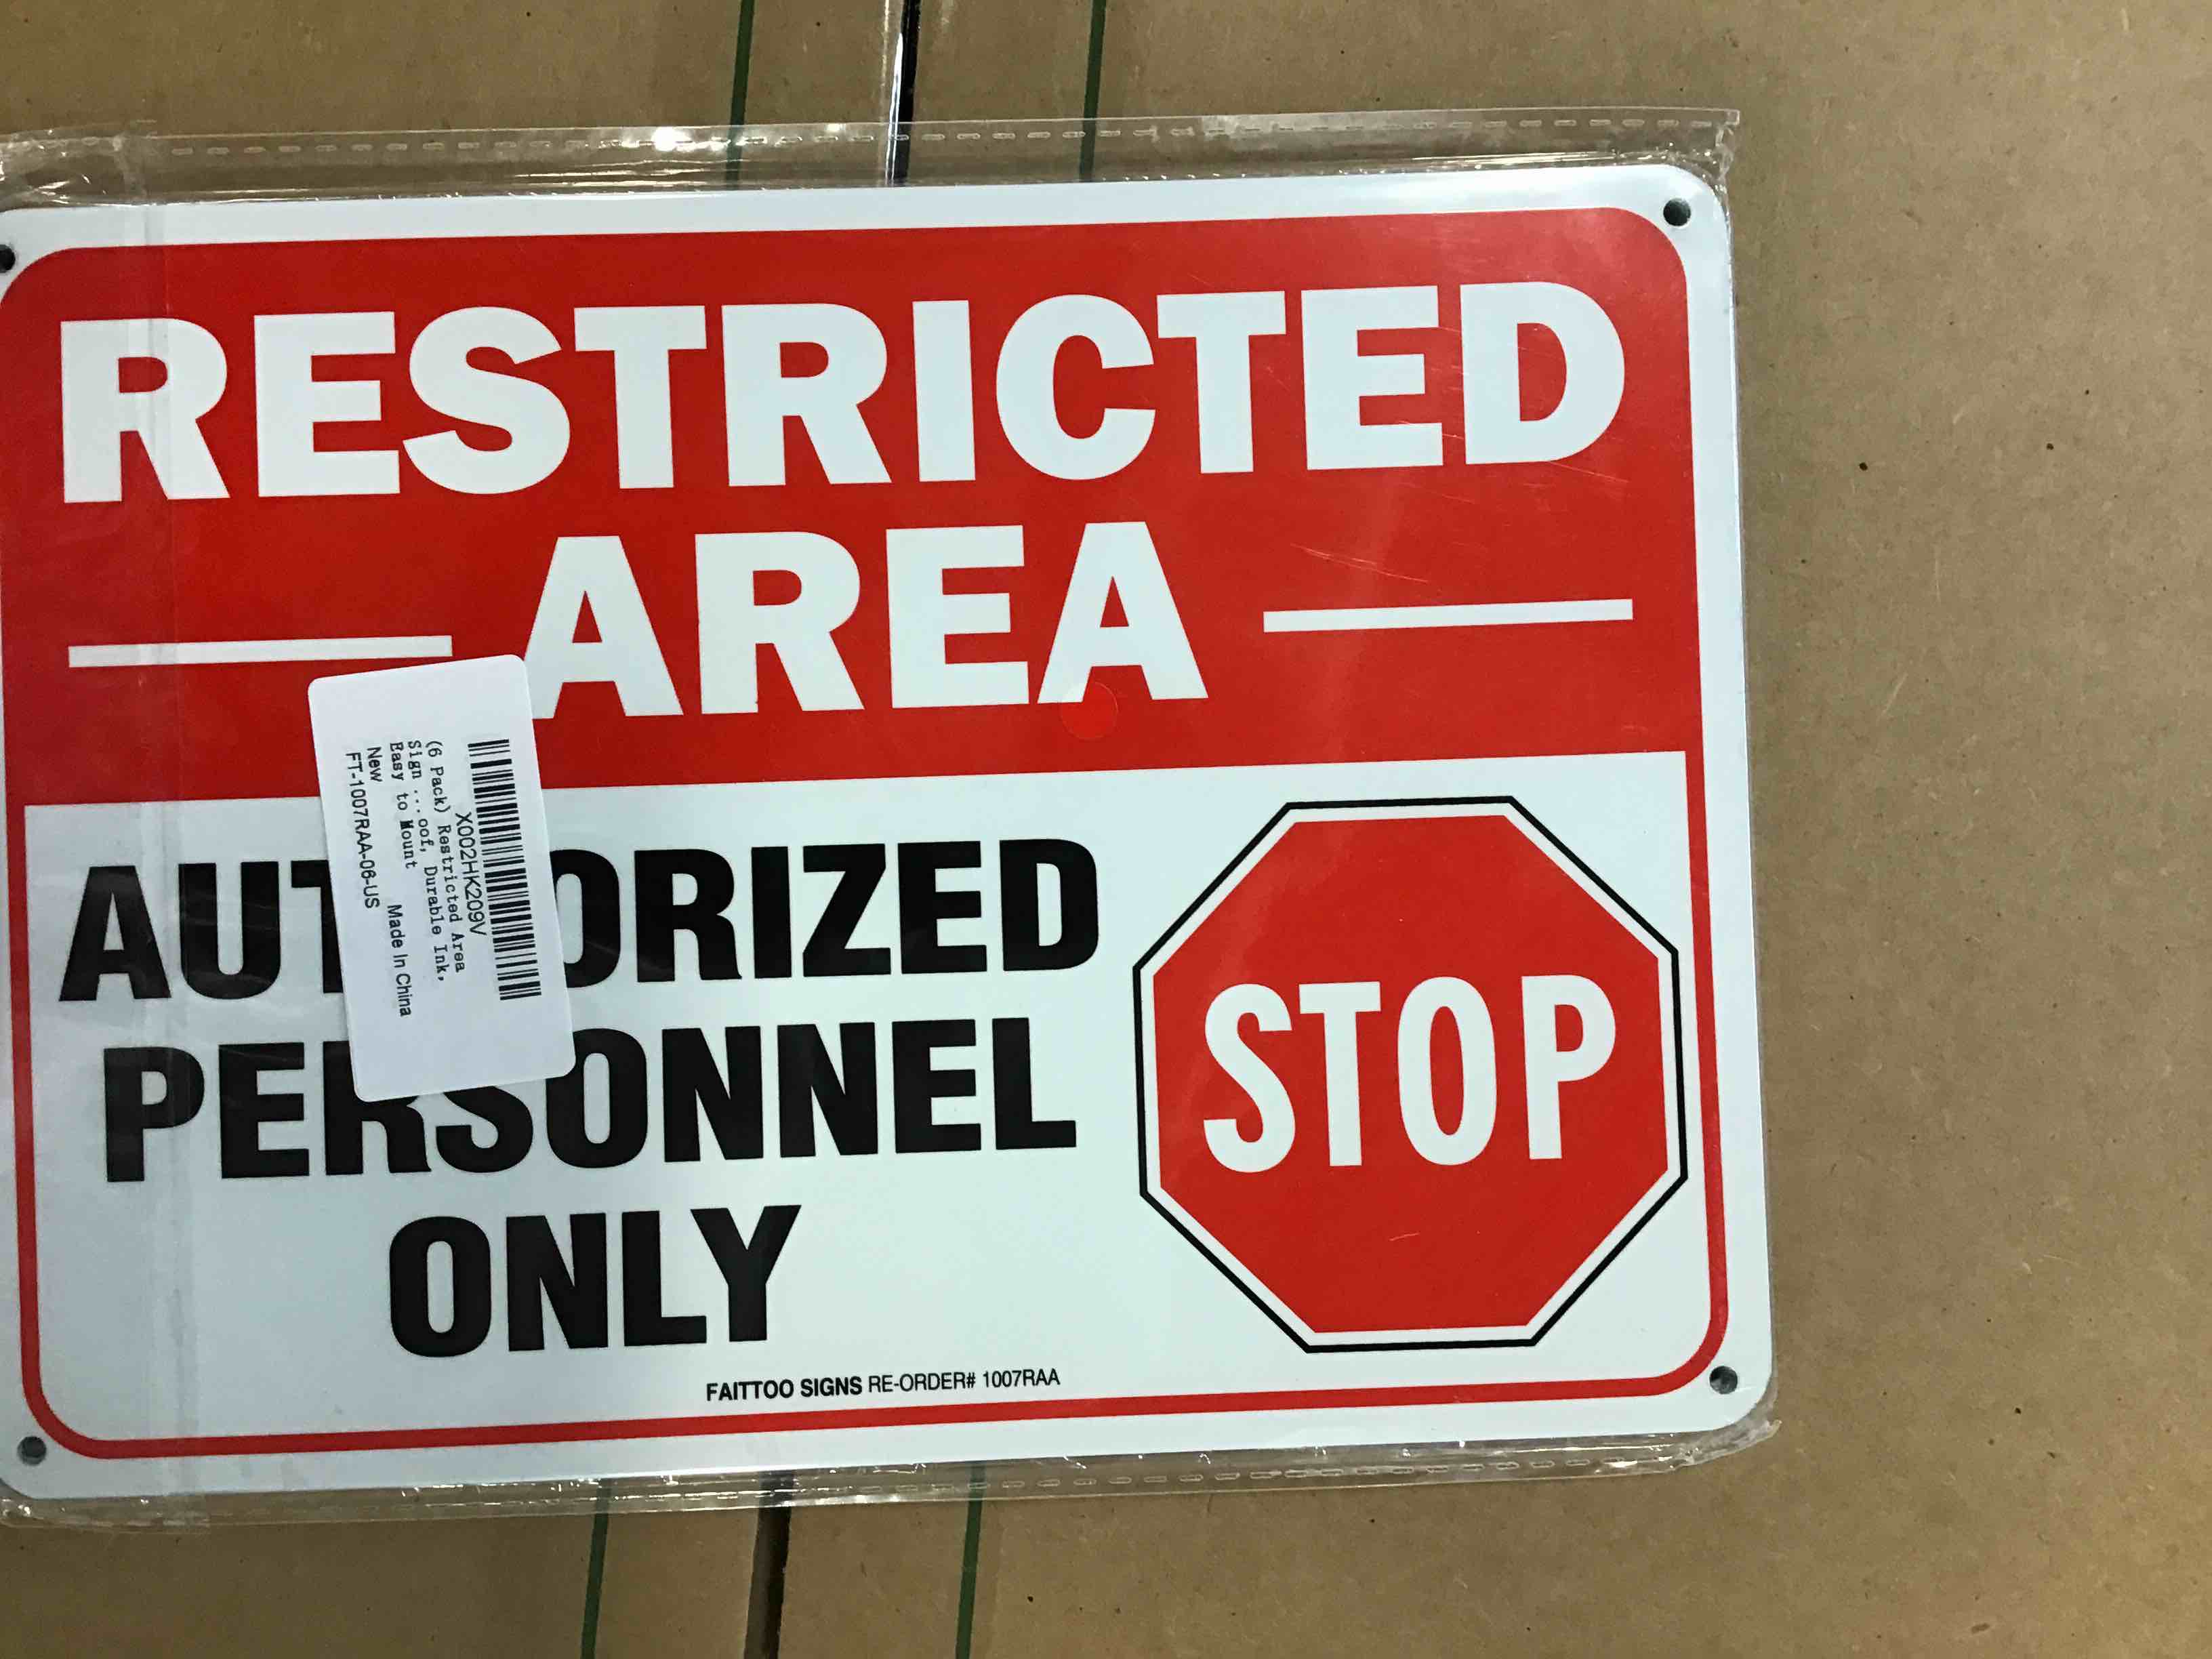 RESTRICTED
AREA
AUT ORIZED
PERSONNEL
ONLY
STOP
FAITTOO SIGNS RE-ORDER# 1007RAA
X002HK209V
(6 Pack) Restricted Area
Sign ...oof, Durable Ink,
Easy to Mount
New Made In China
FT-1007RAA-06-US